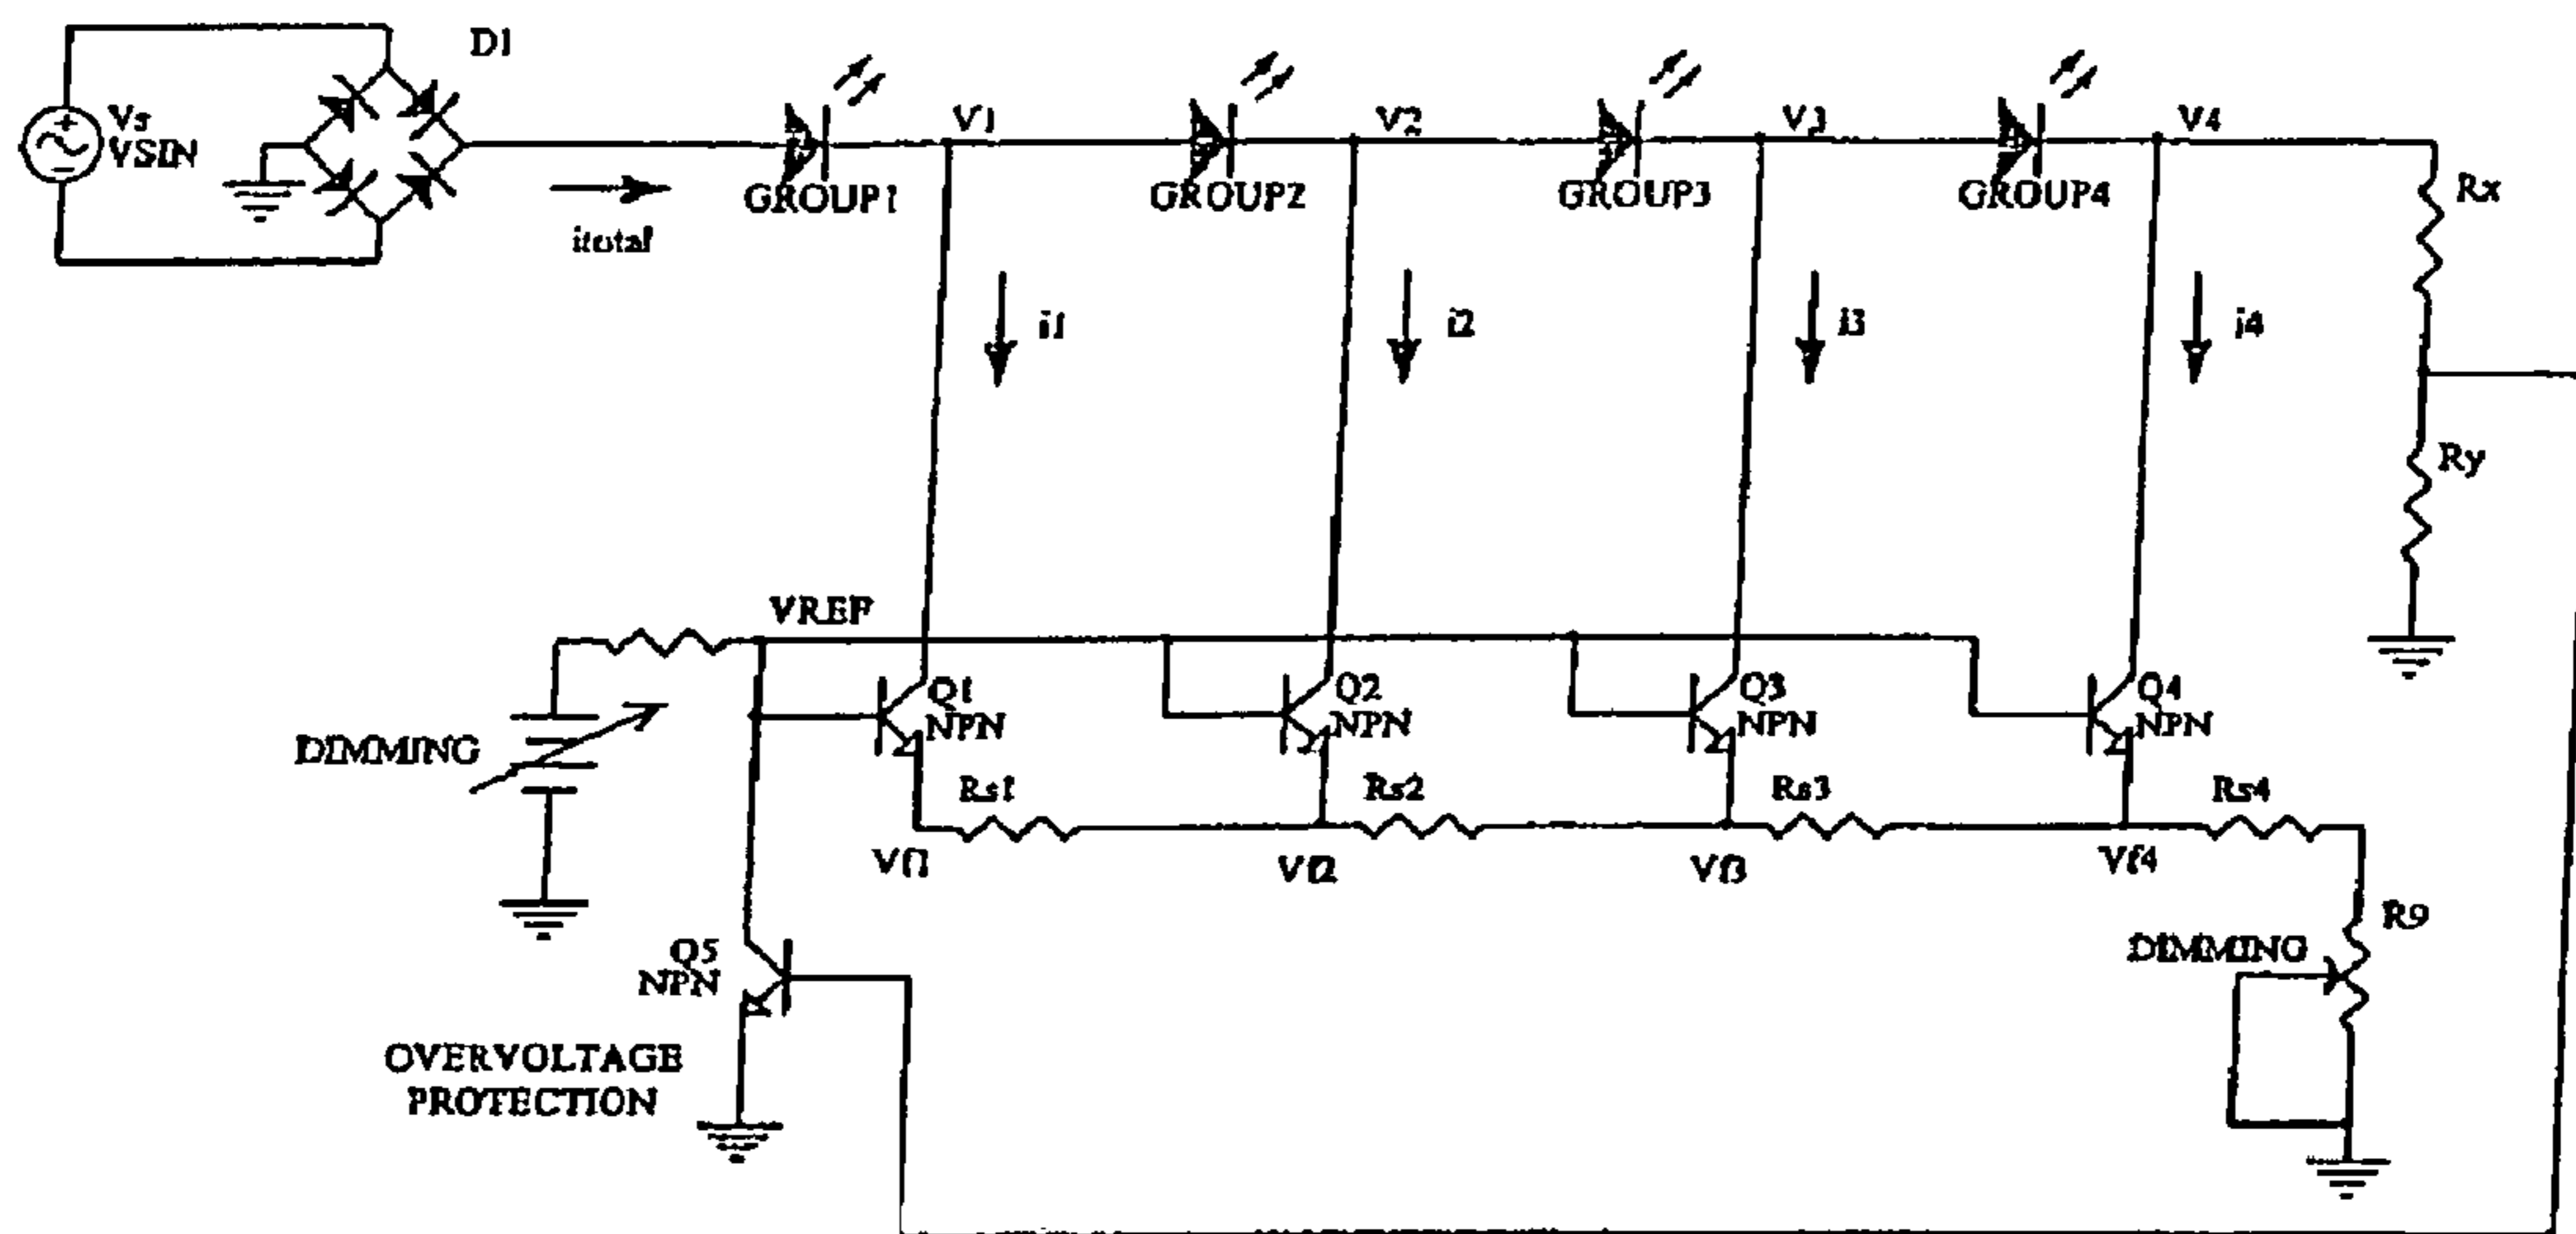 D1
Vs
VSIN
V1
V2
V3
V4
GROUP1
GROUP2
GROUP3
GROUP4
Rx
itotal
i1
i2
i3
i4
Ry
VREF
Q1
NPN
Q2
NPN
Q3
NPN
Q4
NPN
DIMMING
Rs1
Rs2
Rs3
Rs4
Vf1
Vf2
Vf3
Vf4
R9
DIMMING
Q5
NPN
OVERVOLTAGE
PROTECTION